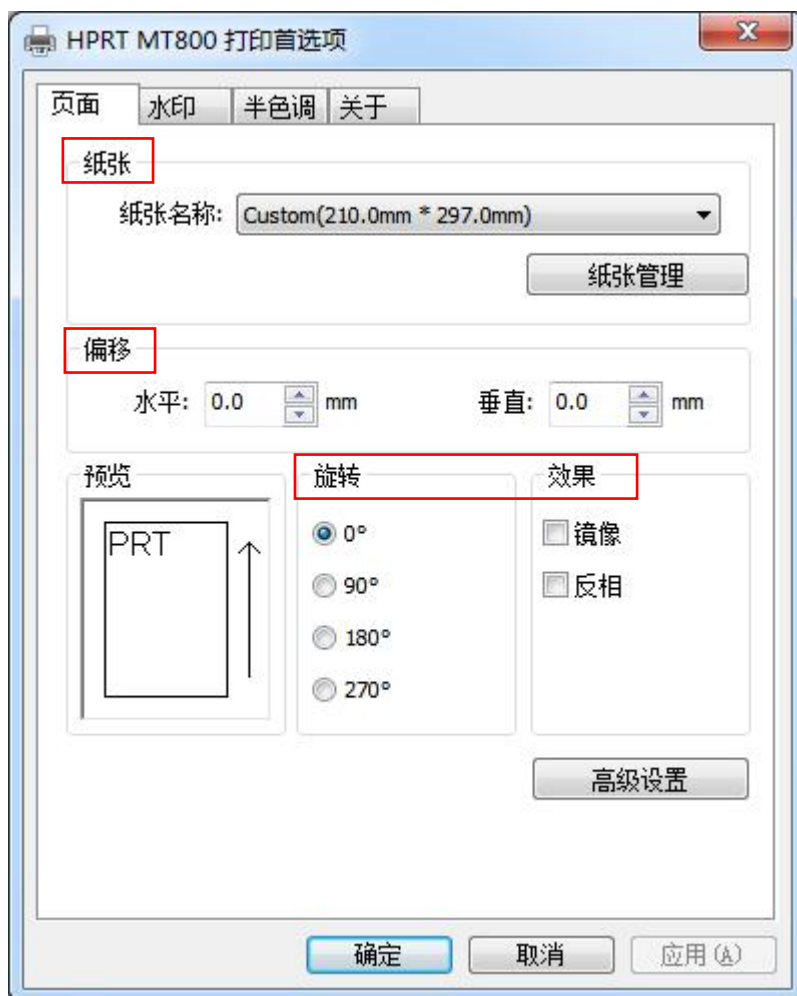 HPRT MT800 打印首选项
页面 水印 半色调 关于
纸张
纸张名称: Custom(210.0mm * 297.0mm)
纸张管理
偏移
水平: 0.0 mm 垂直: 0.0 mm
预览 旋转 效果
PRT
0° 镜像
90° 反相
180°
270°
高级设置
确定 取消 应用(A)